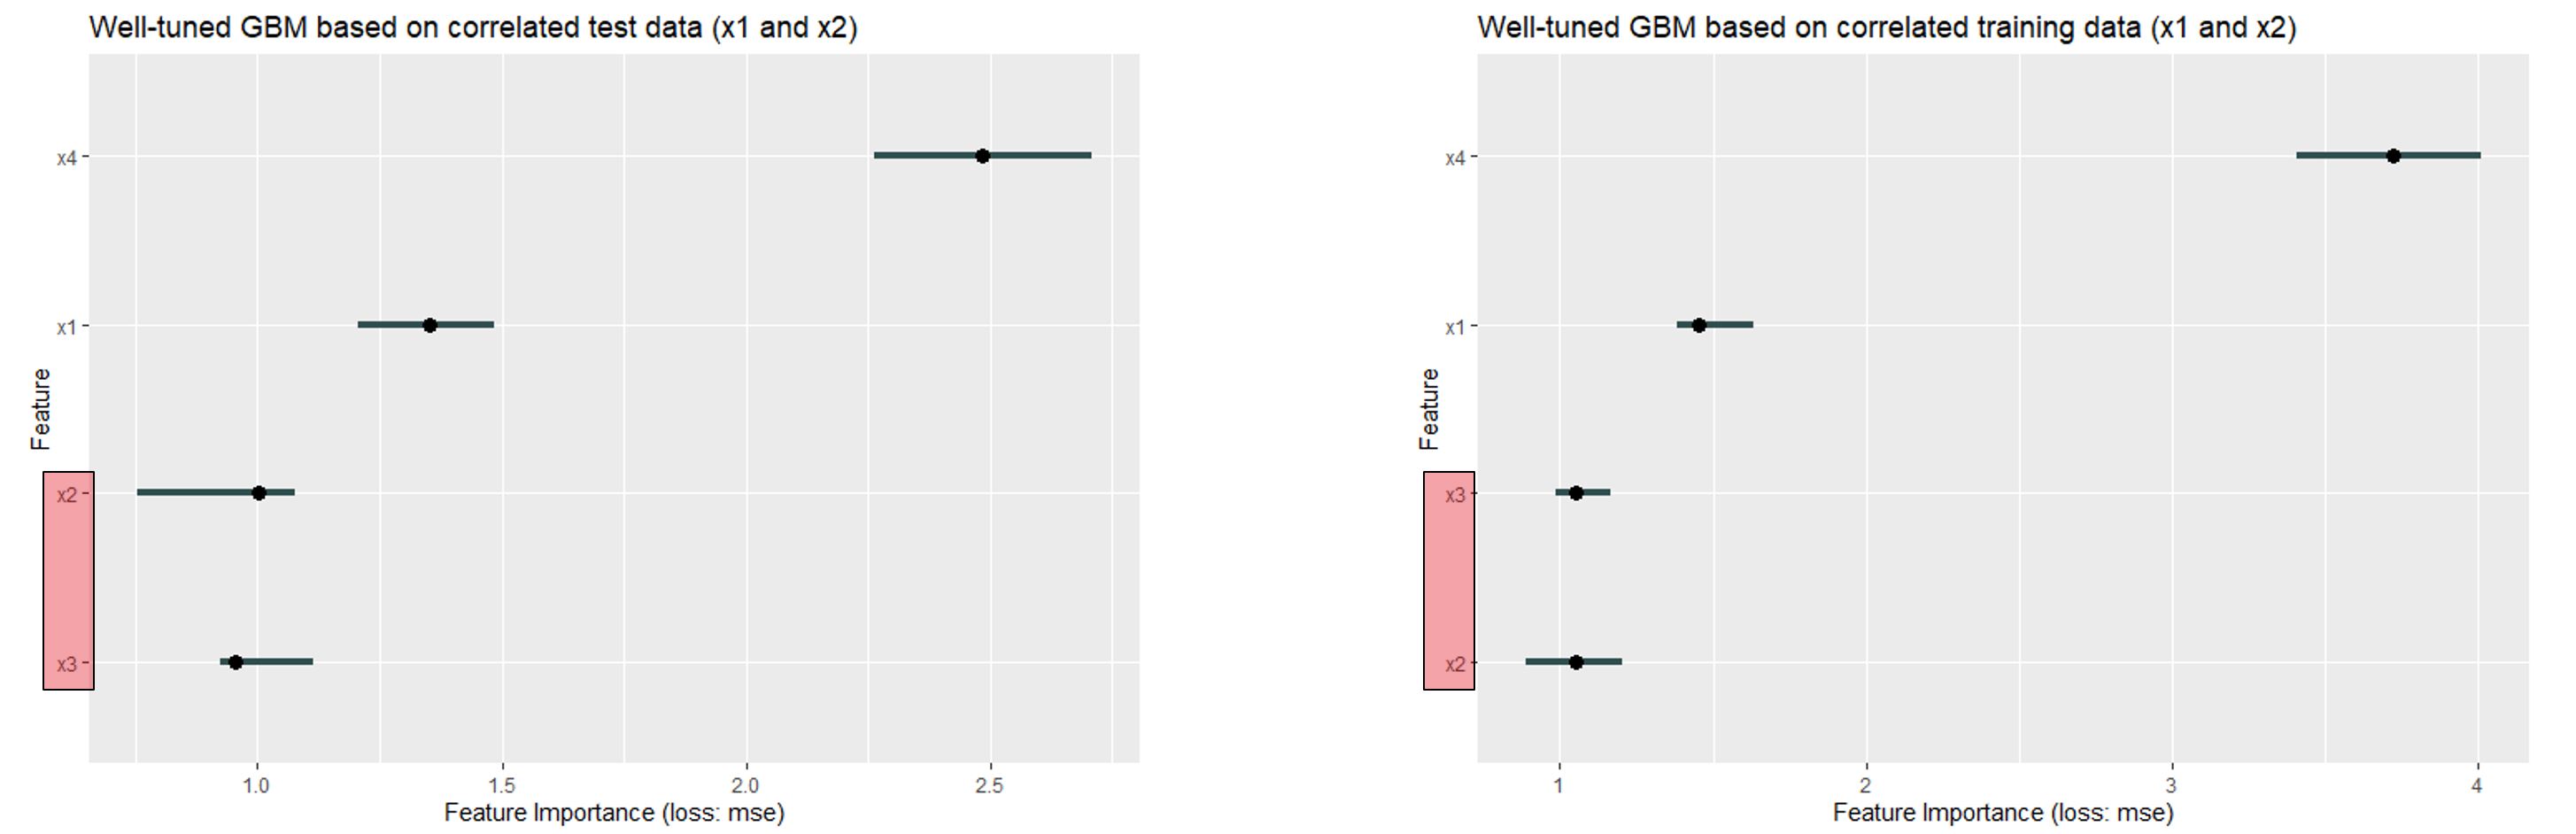 Well-tuned GBM based on correlated test data (x1 and x2)
Feature
x4
x1
x2
x3
1.0 1.5 2.0 2.5
Feature Importance (loss: mse)
Well-tuned GBM based on correlated training data (x1 and x2)
Feature
x4
x1
x3
x2
1 2 3 4
Feature Importance (loss: mse)